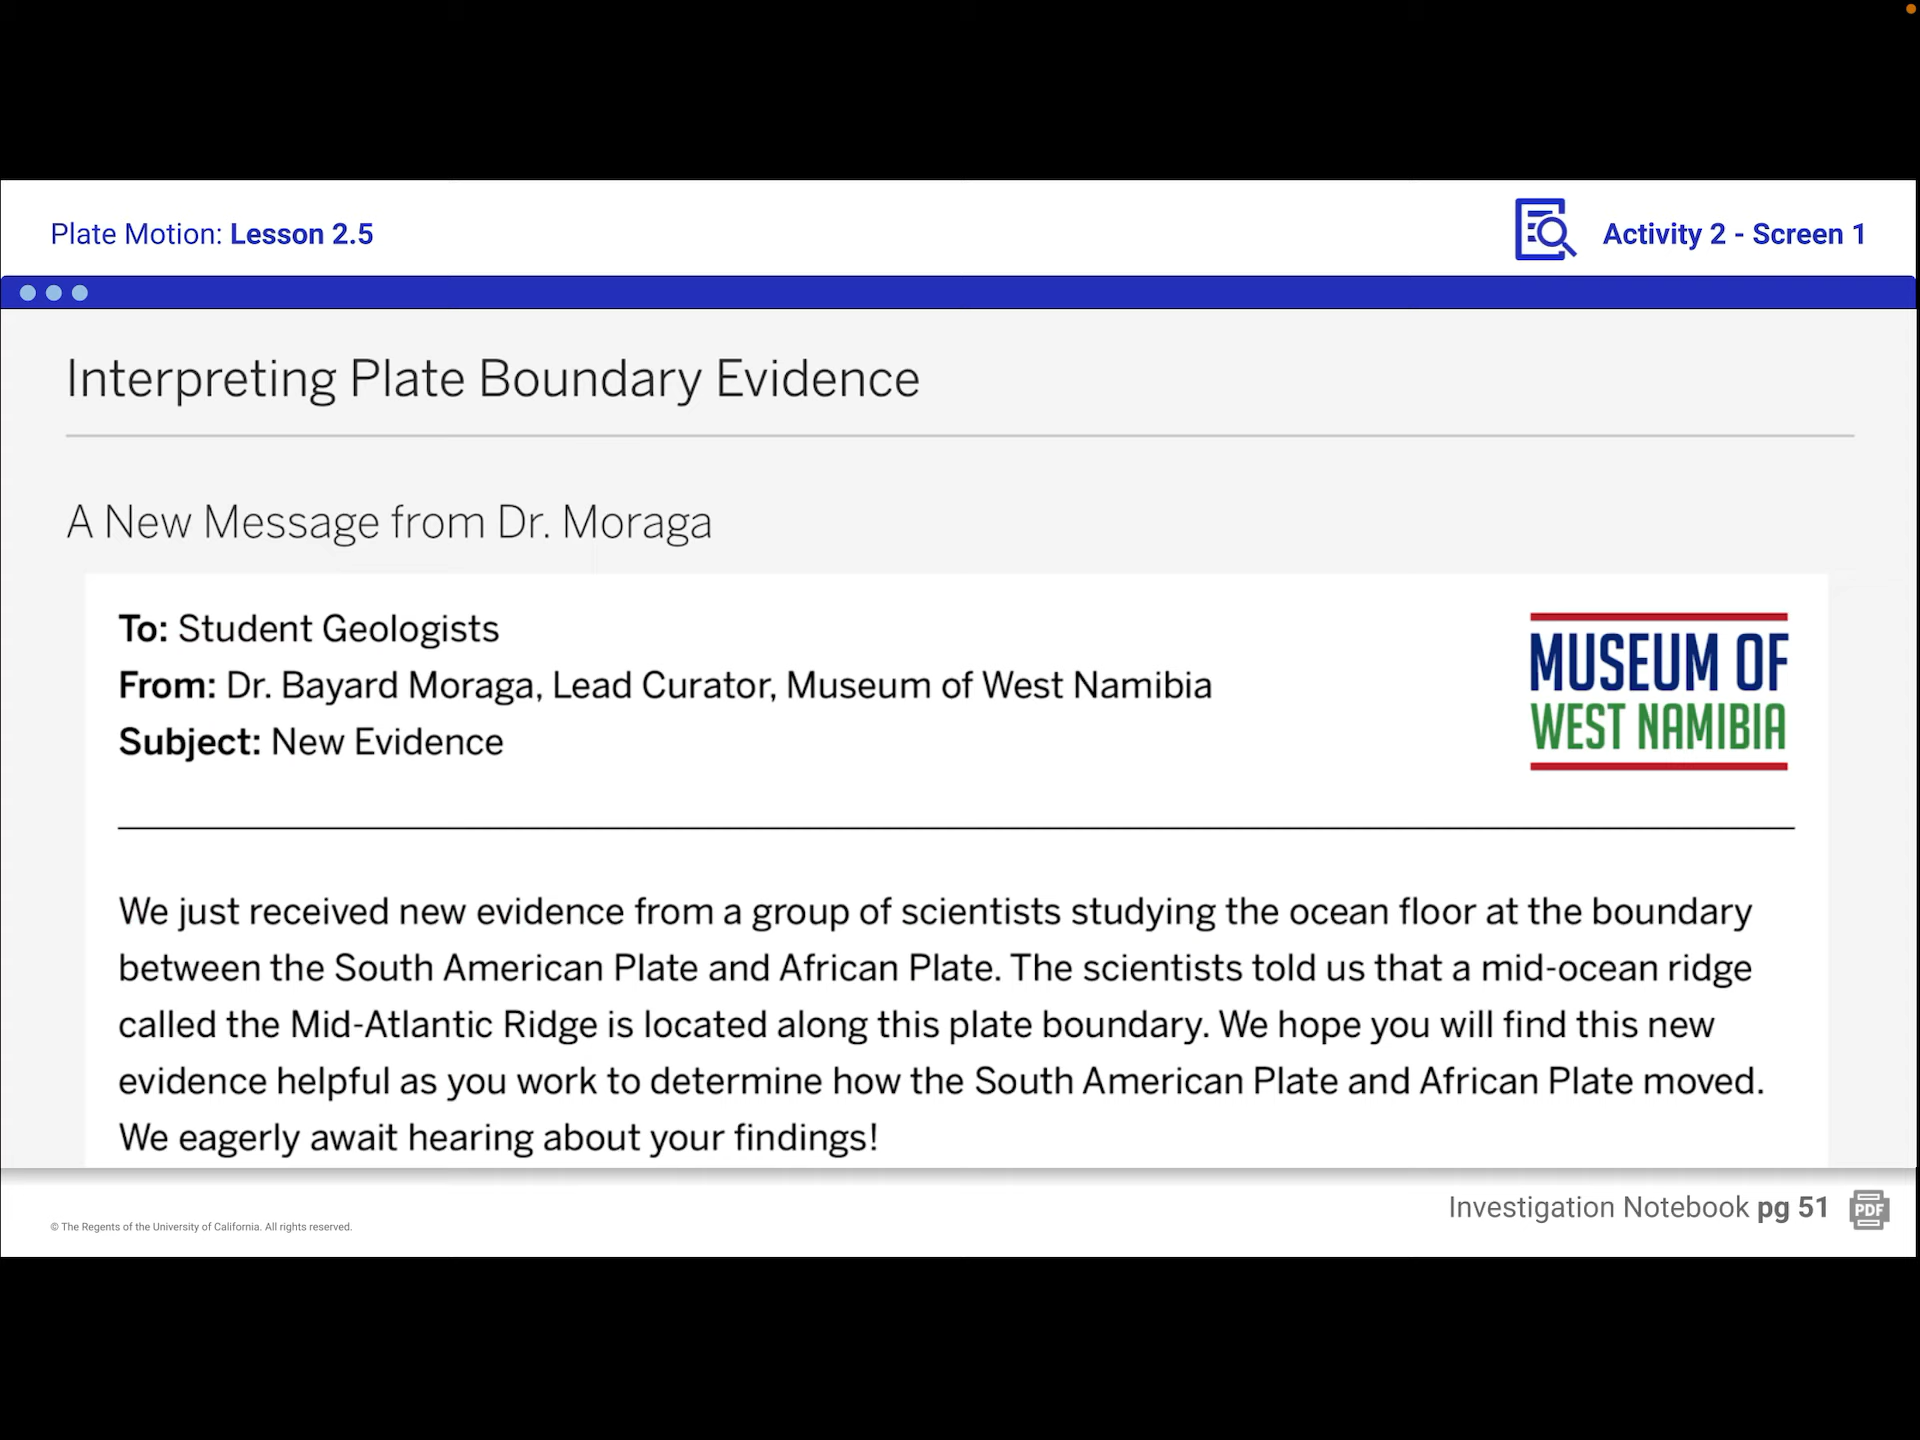 Plate Motion: Lesson 2.5
Activity 2 - Screen 1
Interpreting Plate Boundary Evidence
A New Message from Dr. Moraga
To: Student Geologists
From: Dr. Bayard Moraga, Lead Curator, Museum of West Namibia
Subject: New Evidence
MUSEUM OF
WEST NAMIBIA
We just received new evidence from a group of scientists studying the ocean floor at the boundary
between the South American Plate and African Plate. The scientists told us that a mid-ocean ridge
called the Mid-Atlantic Ridge is located along this plate boundary. We hope you will find this new
evidence helpful as you work to determine how the South American Plate and African Plate moved.
We eagerly await hearing about your findings!
© The Regents of the University of California. All rights reserved.
Investigation Notebook pg 51
PDF